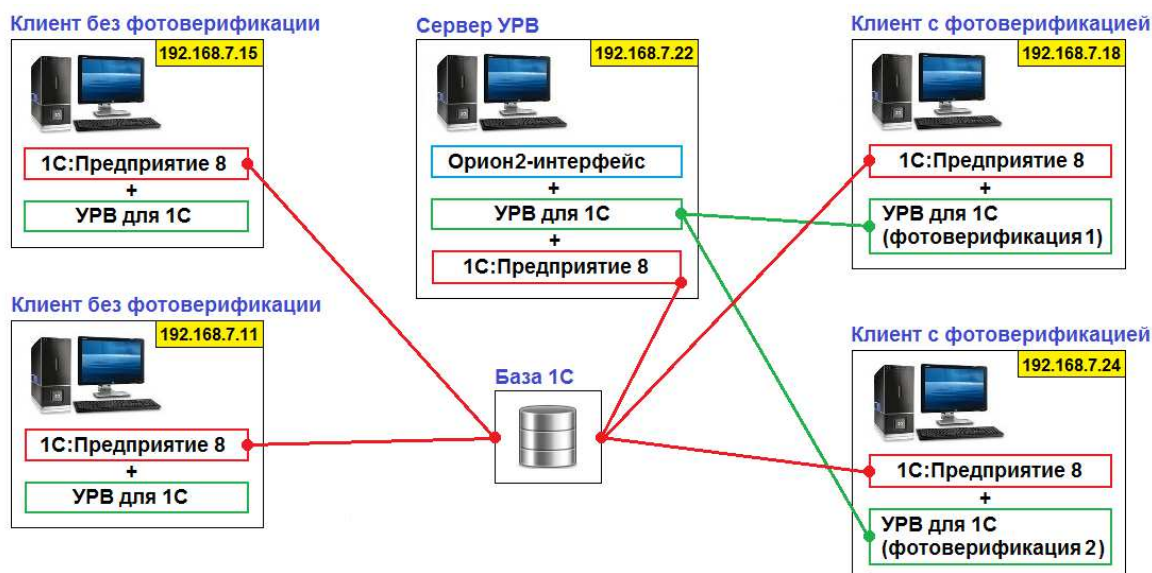 Клиент без фотоверификации
192.168.7.15
1С:Предприятие 8
+
УРВ для 1С
Клиент без фотоверификации
192.168.7.11
1С:Предприятие 8
+
УРВ для 1С
Сервер УРВ
192.168.7.22
Орион2-интерфейс
+
УРВ для 1С
+
1С:Предприятие 8
База 1С
Клиент с фотоверификацией
192.168.7.18
1С:Предприятие 8
+
УРВ для 1С
(фотоверификация 1)
Клиент с фотоверификацией
192.168.7.24
1С:Предприятие 8
+
УРВ для 1С
(фотоверификация 2)